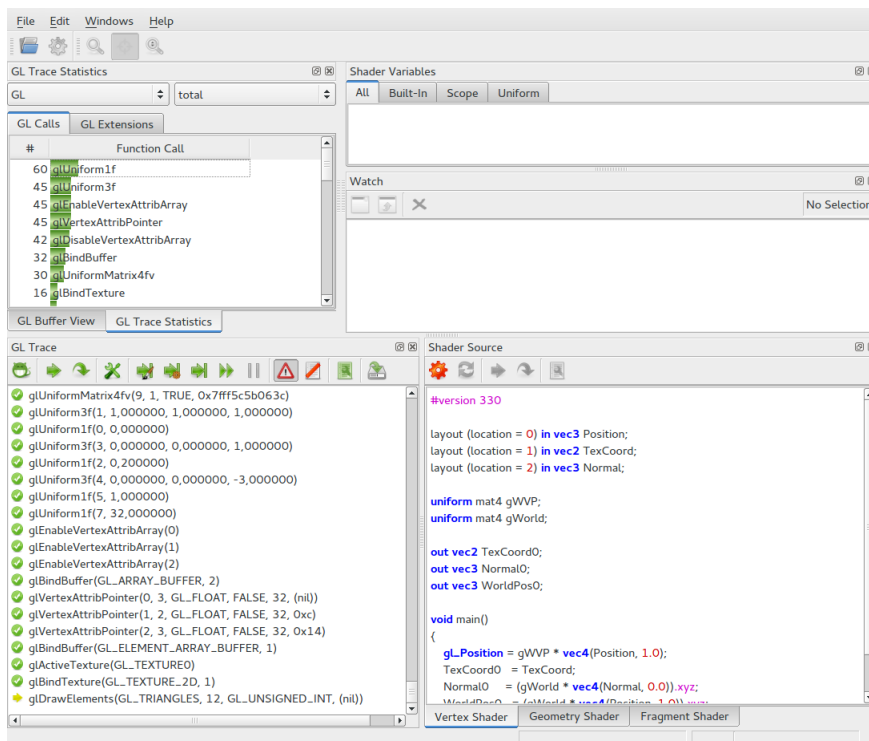 File Edit Windows Help
GL Trace Statistics
GL total
GL Calls GL Extensions
# Function Call
60 glUniform1f
45 glUniform3f
45 glEnableVertexAttribArray
45 glVertexAttribPointer
42 glDisableVertexAttribArray
32 glBindBuffer
30 glUniformMatrix4fv
16 glBindTexture
GL Buffer View GL Trace Statistics
Shader Variables
All Built-In Scope Uniform
Watch
No Selection
GL Trace
glUniformMatrix4fv(9, 1, TRUE, 0x7fff5c5b063c)
glUniform3f(1, 1,000000, 1,000000, 1,000000)
glUniform1f(0, 0,000000)
glUniform3f(3, 0,000000, 0,000000, 1,000000)
glUniform1f(2, 0,200000)
glUniform3f(4, 0,000000, 0,000000, -3,000000)
glUniform1f(5, 1,000000)
glUniform1f(7, 32,000000)
glEnableVertexAttribArray(0)
glEnableVertexAttribArray(1)
glEnableVertexAttribArray(2)
glBindBuffer(GL_ARRAY_BUFFER, 2)
glVertexAttribPointer(0, 3, GL_FLOAT, FALSE, 32, (nil))
glVertexAttribPointer(1, 2, GL_FLOAT, FALSE, 32, 0xc)
glVertexAttribPointer(2, 3, GL_FLOAT, FALSE, 32, 0x14)
glBindBuffer(GL_ELEMENT_ARRAY_BUFFER, 1)
glActiveTexture(GL_TEXTURE0)
glBindTexture(GL_TEXTURE_2D, 1)
glDrawElements(GL_TRIANGLES, 12, GL_UNSIGNED_INT, (nil))
Shader Source
#version 330
layout (location = 0) in vec3 Position;
layout (location = 1) in vec2 TexCoord;
layout (location = 2) in vec3 Normal;
uniform mat4 gWVP;
uniform mat4 gWorld;
out vec2 TexCoord0;
out vec3 Normal0;
out vec3 WorldPos0;
void main()
{
gl_Position = gWVP * vec4(Position, 1.0);
TexCoord0 = TexCoord;
Normal0 = (gWorld * vec4(Normal, 0.0)).xyz;
WorldPos0 = (gWorld * vec4(Position, 1.0)).xyz;
Vertex Shader Geometry Shader Fragment Shader